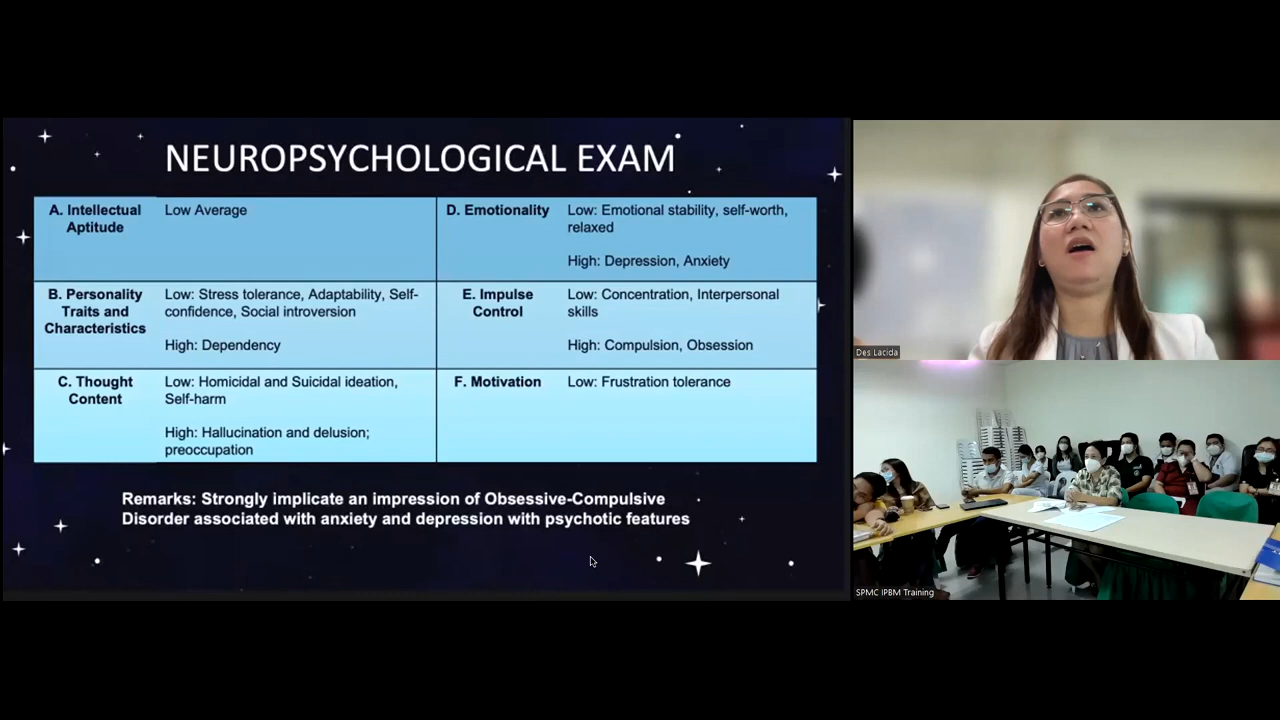 NEUROPSYCHOLOGICAL EXAM
A. Intellectual
Aptitude
Low Average
D. Emotionality
Low: Emotional stability, self-worth,
relaxed
High: Depression, Anxiety
B. Personality
Traits and
Characteristics
Low: Stress tolerance, Adaptability, Self-
confidence, Social introversion
High: Dependency
E. Impulse
Control
Low: Concentration, Interpersonal
skills
High: Compulsion, Obsession
C. Thought
Content
Low: Homicidal and Suicidal ideation,
Self-harm
High: Hallucination and delusion;
preoccupation
F. Motivation
Low: Frustration tolerance
Remarks: Strongly implicate an impression of Obsessive-Compulsive
Disorder associated with anxiety and depression with psychotic features
Des Lacida
SPMC IPBM Training